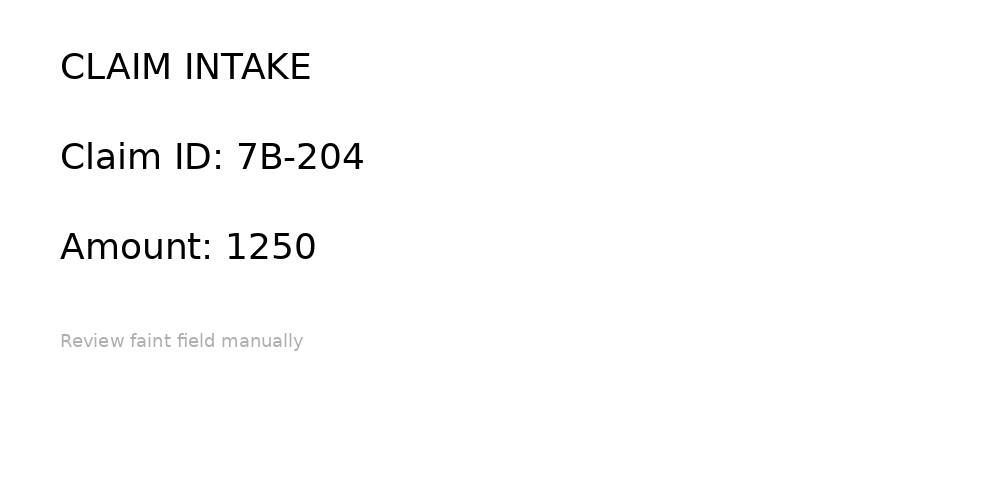 CLAIM INTAKE
Claim ID: 7B-204
Amount: 1250
Review faint field manually